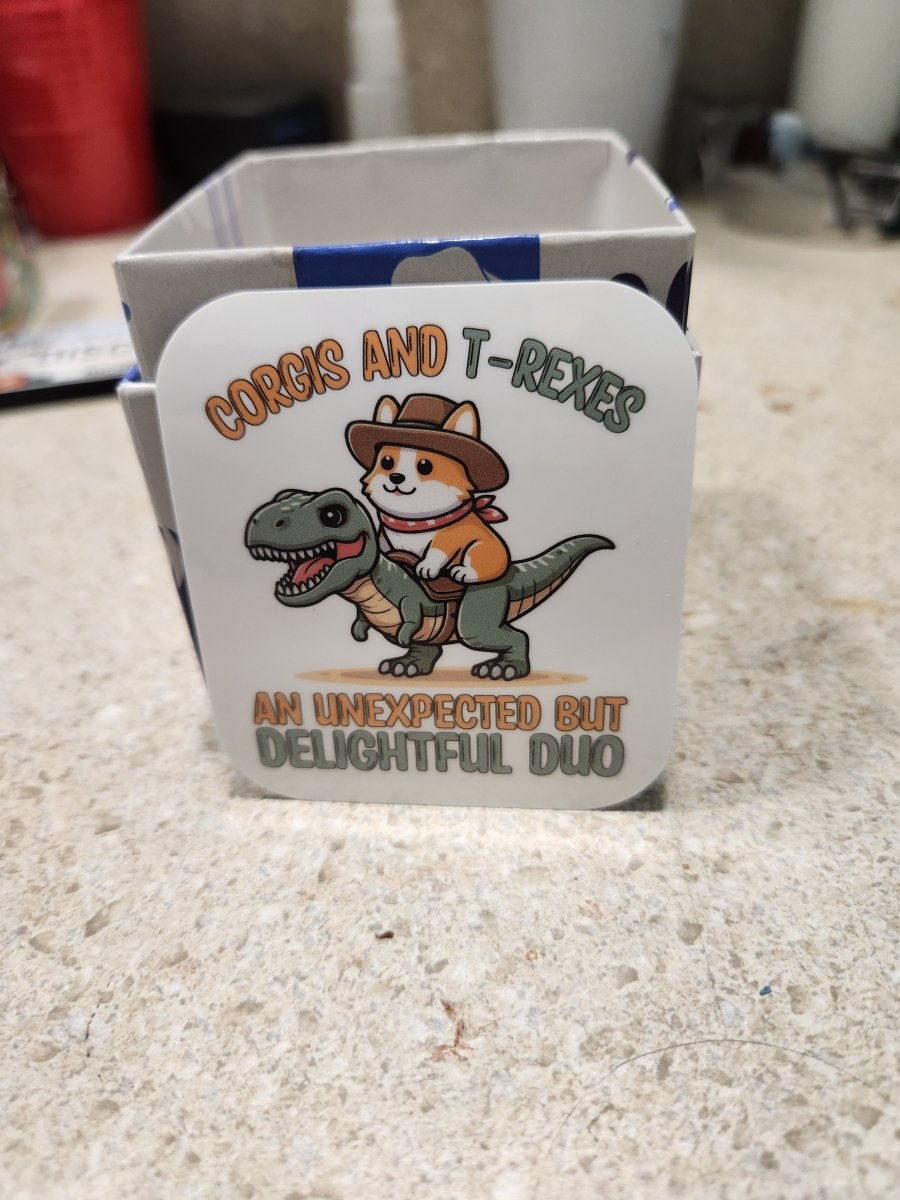 CORGIS AND T-REXES
AN UNEXPECTED BUT
DELIGHTFUL DUO